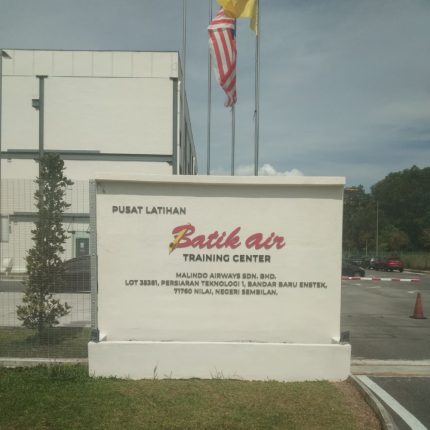 PUSAT LATIHAN
Batik air
TRAINING CENTER
MALINDO AIRWAYS SDN. BHD.
LOT 38381, PERSIARAN TEKNOLOGI 1, BANDAR BARU ENSTEK,
71760 NILAI, NEGERI SEMBILAN.